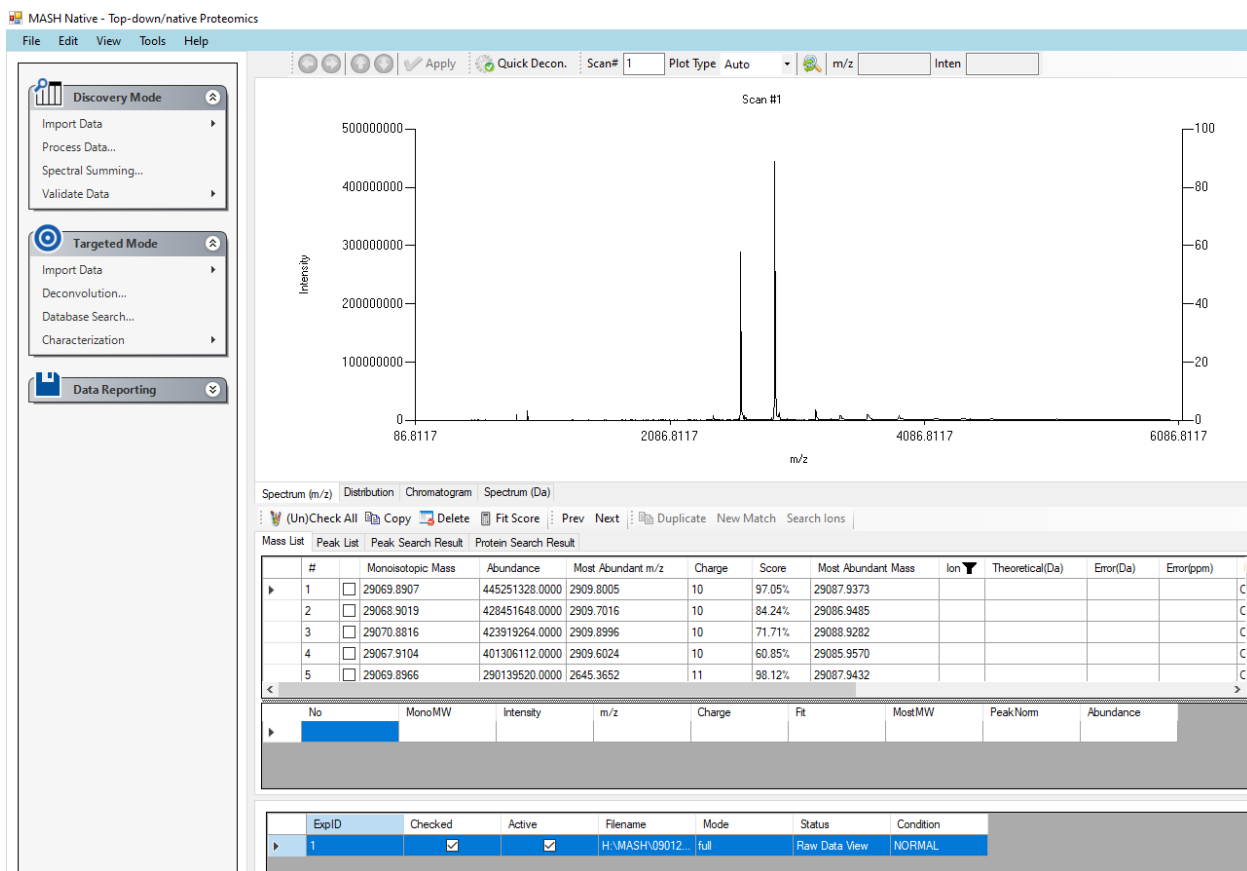 MASH Native - Top-down/native Proteomics
File Edit View Tools Help
Apply Quick Decon. Scan# 1 Plot Type Auto m/z Inten
Discovery Mode
Import Data
Process Data...
Spectral Summing...
Validate Data
Targeted Mode
Import Data
Deconvolution...
Database Search...
Characterization
Data Reporting
Scan #1
500000000 100
400000000 80
300000000 60
Intensity
200000000 40
100000000 20
0 0
86.8117 2086.8117 4086.8117 6086.8117
m/z
Spectrum (m/z) Distribution Chromatogram Spectrum (Da)
(Un)Check All Copy Delete Fit Score Prev Next Duplicate New Match Search Ions
Mass List Peak List Peak Search Result Protein Search Result
# Monoisotopic Mass Abundance Most Abundant m/z Charge Score Most Abundant Mass Ion Theoretical(Da) Error(Da) Error(ppm)
1 29069.8907 445251328.0000 2909.8005 10 97.05% 29087.9373
2 29068.9019 428451648.0000 2909.7016 10 84.24% 29086.9485
3 29070.8816 423919264.0000 2909.8996 10 71.71% 29088.9282
4 29067.9104 401306112.0000 2909.6024 10 60.85% 29085.9570
5 29069.8966 290139520.0000 2645.3652 11 98.12% 29087.9432
No MonoMW Intensity m/z Charge Fit MostMW PeakNorm Abundance
ExpID Checked Active Filename Mode Status Condition
1 H:\MASH\09012... full Raw Data View NORMAL